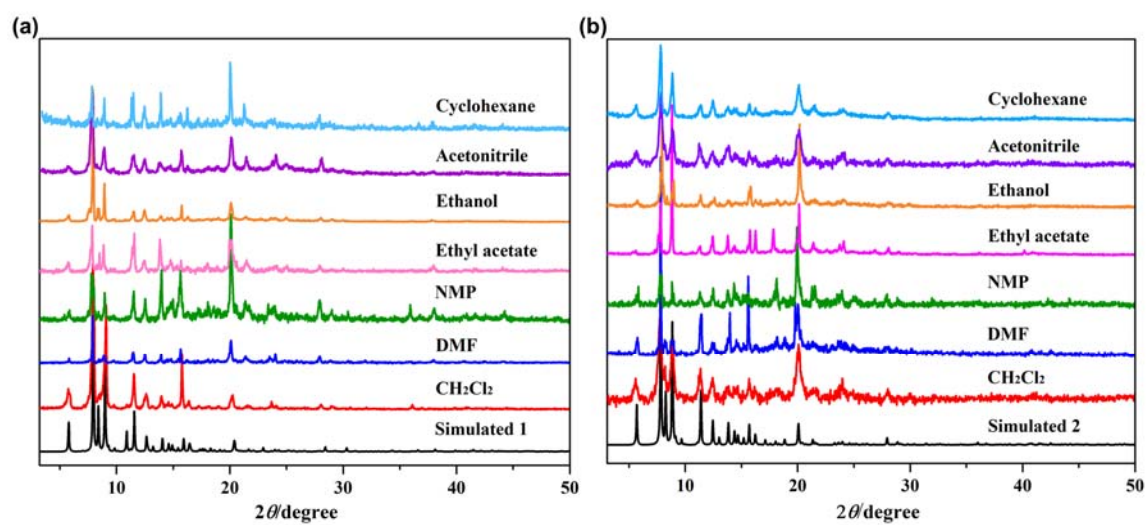 (a)
Cyclohexane
Acetonitrile
Ethanol
Ethyl acetate
NMP
DMF
CH₂Cl₂
Simulated 1
10 20 30 40 50
2θ/degree
(b)
Cyclohexane
Acetonitrile
Ethanol
Ethyl acetate
NMP
DMF
CH₂Cl₂
Simulated 2
10 20 30 40 50
2θ/degree